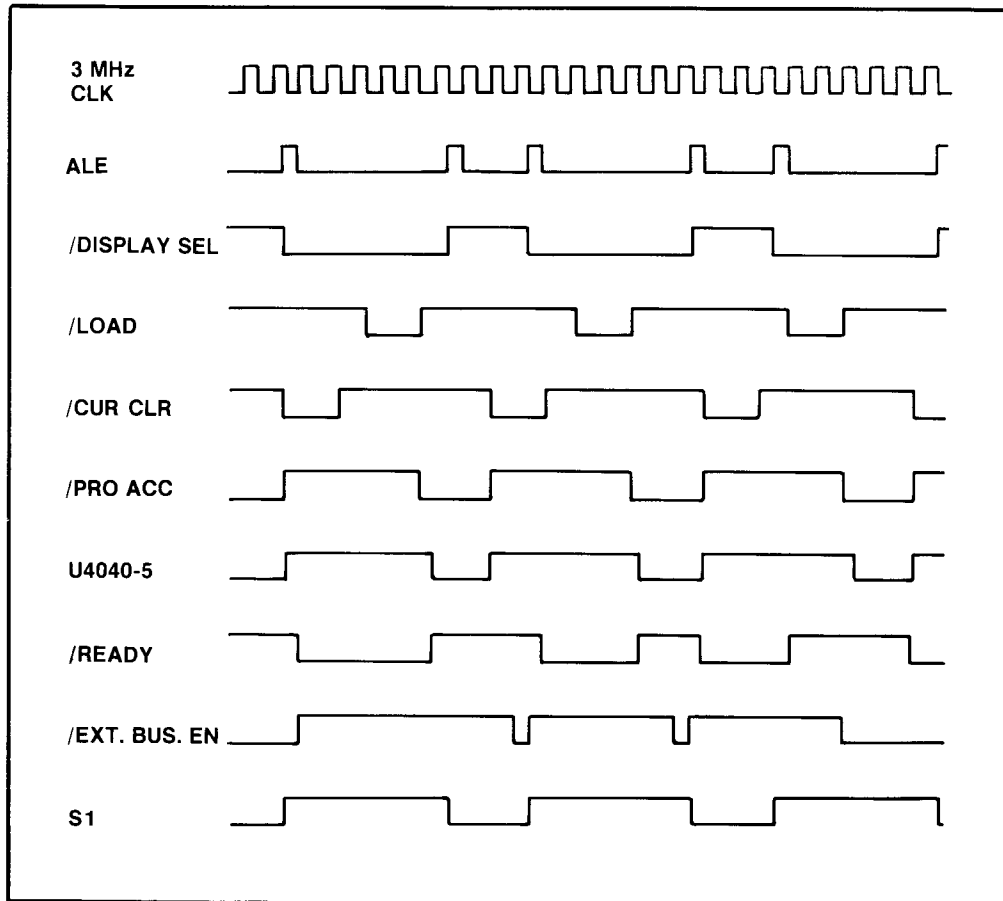 3 MHz
CLK
ALE
/DISPLAY SEL
/LOAD
/CUR CLR
/PRO ACC
U4040-5
/READY
/EXT. BUS. EN
S1